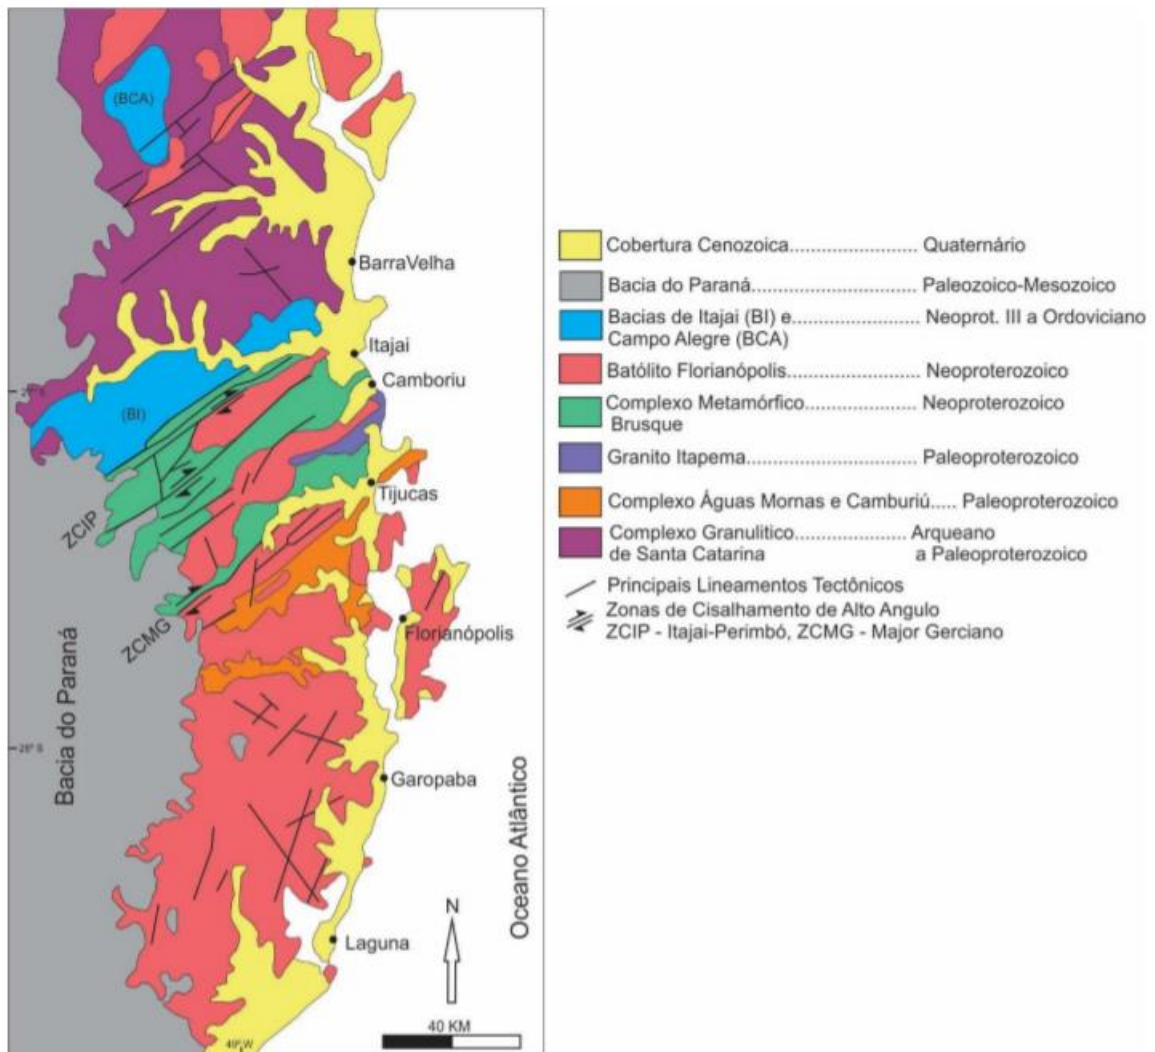 (BCA)
BarraVelha
Itajai
Camboriu
(BI)
Tijucas
ZCIP
ZCMG
Florianópolis
Bacia do Paraná
28º S
Garopaba
Oceano Atlântico
N
Laguna
40 KM
49º W
Cobertura Cenozoica.............................. Quaternário
Bacia do Paraná.................................. Paleozoico-Mesozoico
Bacias de Itajai (BI) e......................... Neoprot. III a Ordoviciano
Campo Alegre (BCA)
Batólito Florianópolis........................... Neoproterozoico
Complexo Metamórfico.................... Neoproterozoico
Brusque
Granito Itapema.................................. Paleoproterozoico
Complexo Águas Mornas e Camburiú..... Paleoproterozoico
Complexo Granulitico........................ Arqueano
de Santa Catarina a Paleoproterozoico
Principais Lineamentos Tectônicos
Zonas de Cisalhamento de Alto Angulo
ZCIP - Itajai-Perimbó, ZCMG - Major Gerciano